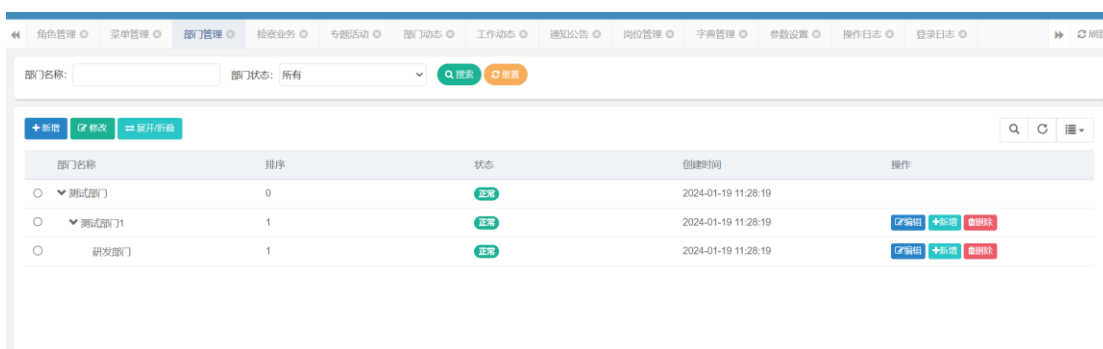 角色管理 菜单管理 部门管理 检察业务 专题活动 部门动态 工作动态 通知公告 岗位管理 字典管理 参数设置 操作日志 登录日志 刷
部门名称: 部门状态: 所有 搜索 重置
新增 修改 展开/折叠
部门名称 排序 状态 创建时间 操作
测试部门 0 正常 2024-01-19 11:28:19
测试部门1 1 正常 2024-01-19 11:28:19 编辑 新增 删除
研发部门 1 正常 2024-01-19 11:28:19 编辑 新增 删除